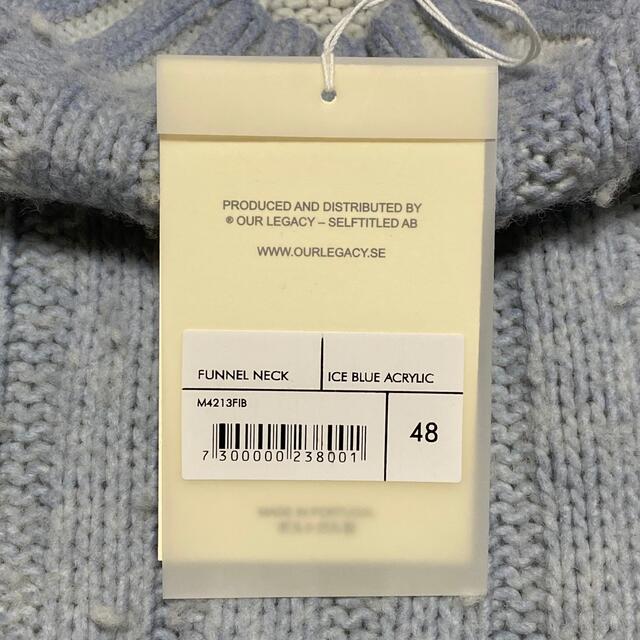 PRODUCED AND DISTRIBUTED BY
® OUR LEGACY – SELFTITLED AB
WWW.OURLEGACY.SE
FUNNEL NECK
ICE BLUE ACRYLIC
M4213FIB
48
7 300000 238001
MADE IN PORTUGAL